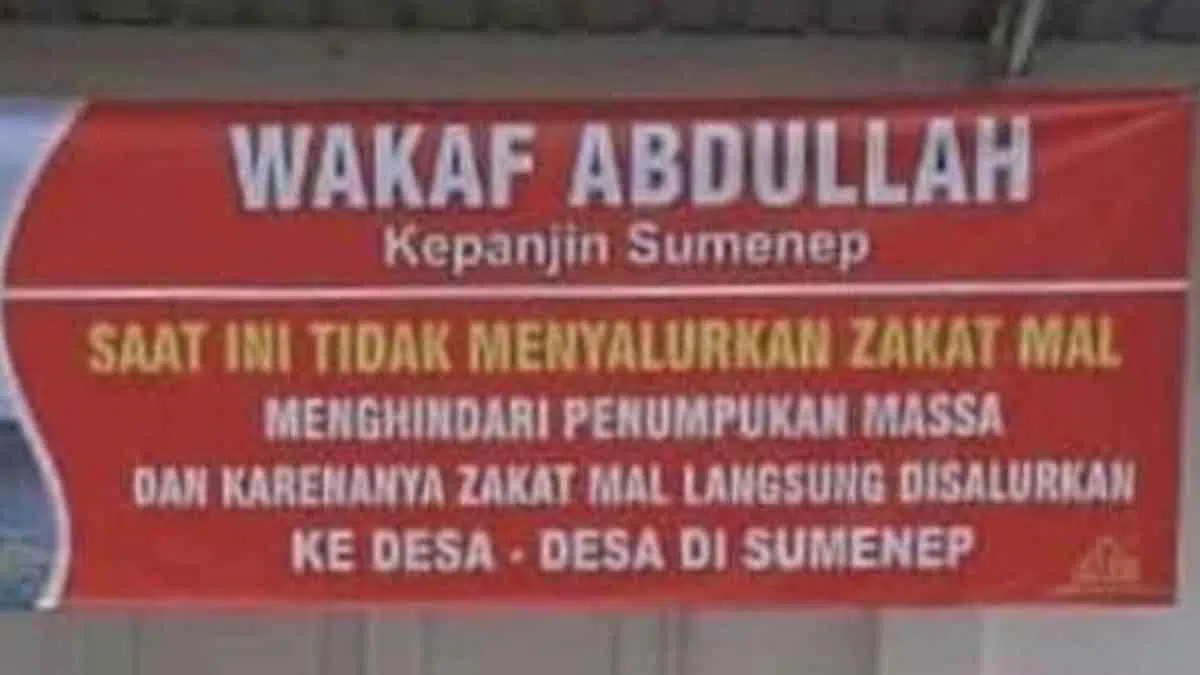 WAKAF ABDULLAH
Kepanjin Sumenep
SAAT INI TIDAK MENYALURKAN ZAKAT MAL
MENGHINDARI PENUMPUKAN MASSA
DAN KARENANYA ZAKAT MAL LANGSUNG DISALURKAN
KE DESA - DESA DI SUMENEP